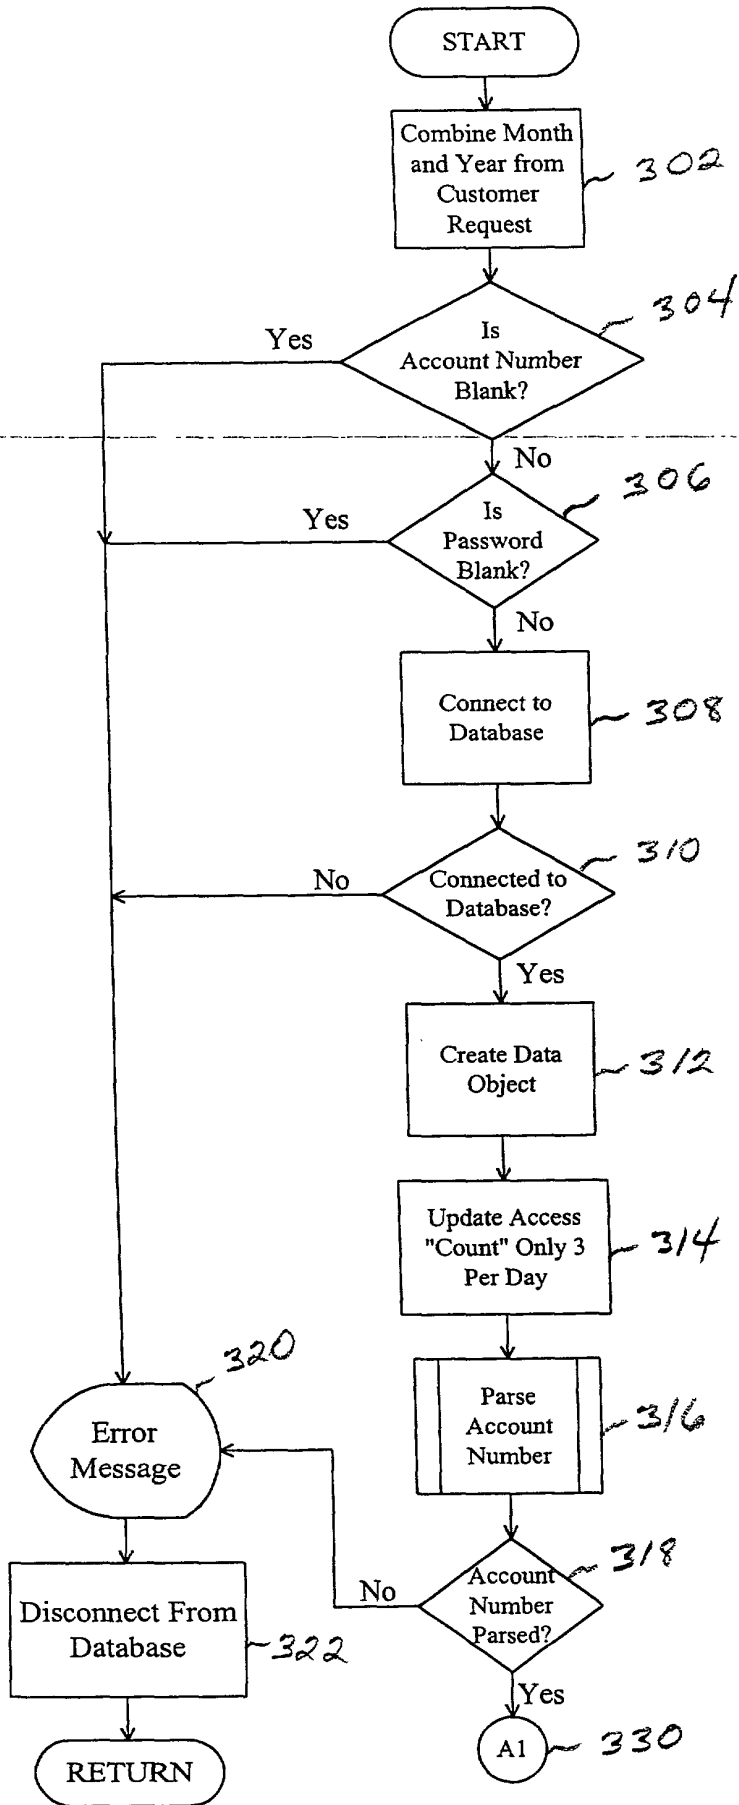 START
Combine Month
and Year from
Customer
Request
302
Is
Account Number
Blank?
304
Yes
No
Is
Password
Blank?
306
Yes
No
Connect to
Database
308
Connected to
Database?
310
No
Yes
Create Data
Object
312
Update Access
"Count" Only 3
Per Day
314
Parse
Account
Number
316
Account
Number
Parsed?
318
No
Yes
A1
330
Error
Message
320
Disconnect From
Database
322
RETURN